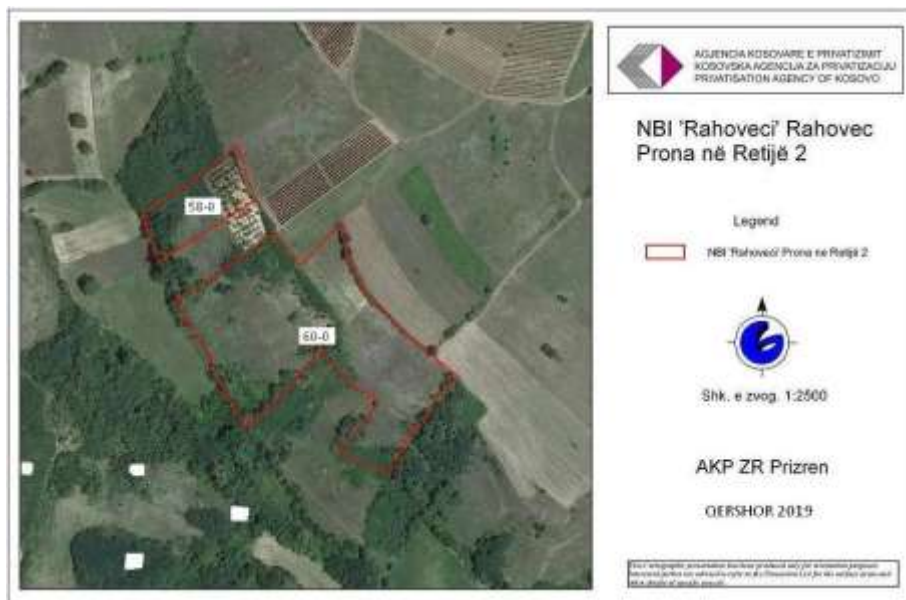 AGJENCIA KOSOVARE E PRIVATIZIMIT
KOSOVSKA AGENCIJA ZA PRIVATIZACIJU
PRIVATISATION AGENCY OF KOSOVO
NBI 'Rahoveci' Rahovec
Prona në Retijë 2
Legend
NBI 'Rahoveci' Prona ne Retijë 2
Shk. e zvog. 1:2500
AKP ZR Prizren
QERSHOR 2019
58-0
60-0